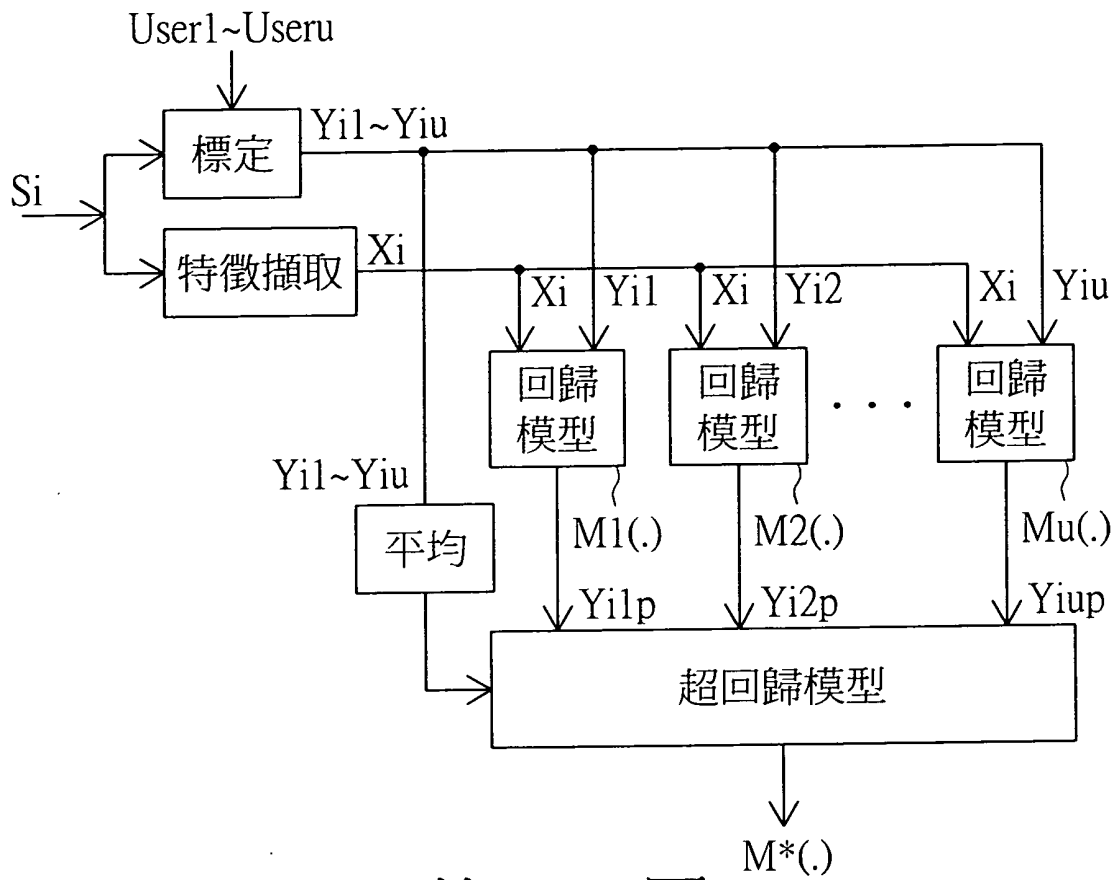 User1~Useru
標定
Yi1~Yiu
Si
特徵擷取
Xi
Xi
Yi1
Xi
Yi2
Xi
Yiu
回歸
模型
回歸
模型
. . .
回歸
模型
Yi1~Yiu
M1(.)
M2(.)
Mu(.)
平均
Yi1p
Yi2p
Yiup
超回歸模型
M*(.)